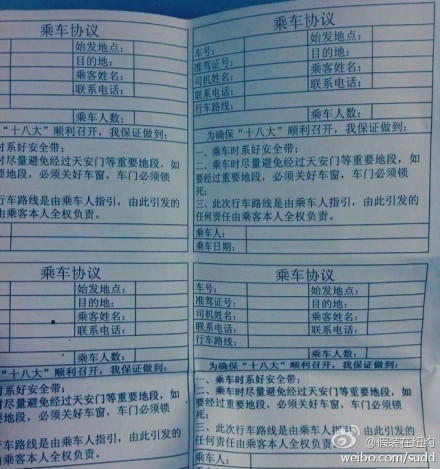 乘车协议
始发地点：
目的地：
乘客姓名：
联系电话：
乘车人数：
“十八大”顺利召开，我保证做到：
时系好安全带；
时尽量避免经过天安门等重要地段，如
要段，必须关好车窗，车门必须锁
行车路线是由乘车人指引，由此引发的
由乘客本人全权负责。
乘车协议
车号：
始发地点：
准驾证号：
目的地：
司机姓名：
乘客姓名：
联系电话：
联系电话：
行车路线：
乘车人数：
为确保“十八大”顺利召开，我保证做到：
一、乘车时系好安全带；
二、乘车时尽量避免经过天安门等重要地段，如
要经过重要地段，必须关好车窗，车门必须锁
死；
三、此次行车路线是由乘车人指引，由此引发的
任何责任由乘客本人全权负责。
乘车人：
乘车日期：
乘车协议
始发地点：
目的地：
乘客姓名：
联系电话：
乘车人数：
“十八大”顺利召开，我保证做到：
时系好安全带；
时尽量避免经过天安门等重要地段，如
要地段，必须关好车窗，车门必须锁
行车路线是由乘车人指引，由此引发的
由乘客本人全权负责。
乘车协议
车号：
始发地点：
准驾证号：
目的地：
司机姓名：
乘客姓名：
联系电话：
联系电话：
行车路线：
乘车人数：
为确保“十八大”顺利召开，我保证做到：
一、乘车时系好安全带；
二、乘车时尽量避免经过天安门等重要地段，如
要经过重要地段，必须关好车窗，车门必须锁
死；
三、此次行车路线是由乘车人指引，由此引发的
任何责任由乘客本人全权负责。
乘车人：
@假装在纽约
weibo.com/sudd